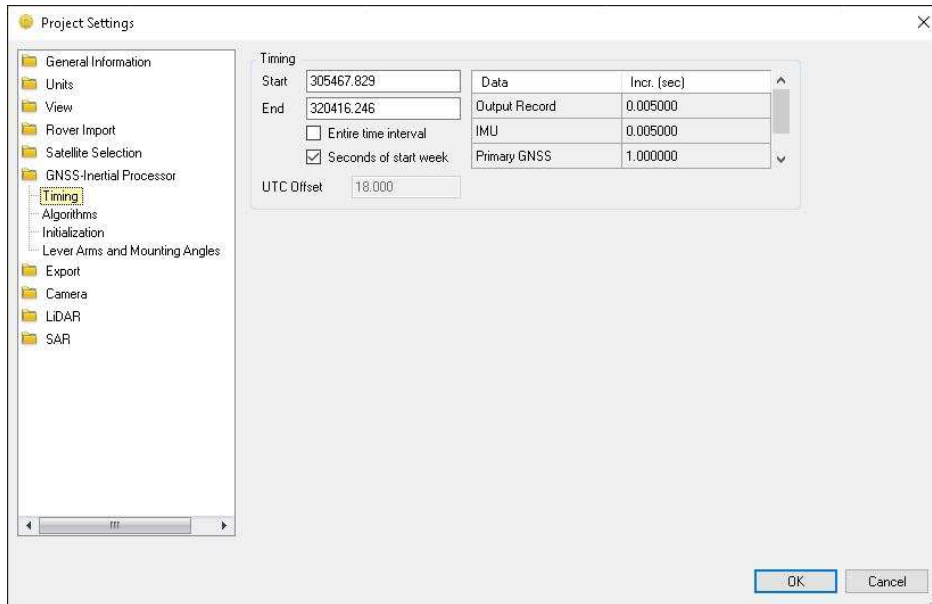 Project Settings
General Information
Units
View
Rover Import
Satellite Selection
GNSS-Inertial Processor
Timing
Algorithms
Initialization
Lever Arms and Mounting Angles
Export
Camera
LiDAR
SAR
Timing
Start 305467.829
End 320416.246
Entire time interval
Seconds of start week
UTC Offset 18.000
Data Incr. (sec)
Output Record 0.005000
IMU 0.005000
Primary GNSS 1.000000
OK Cancel